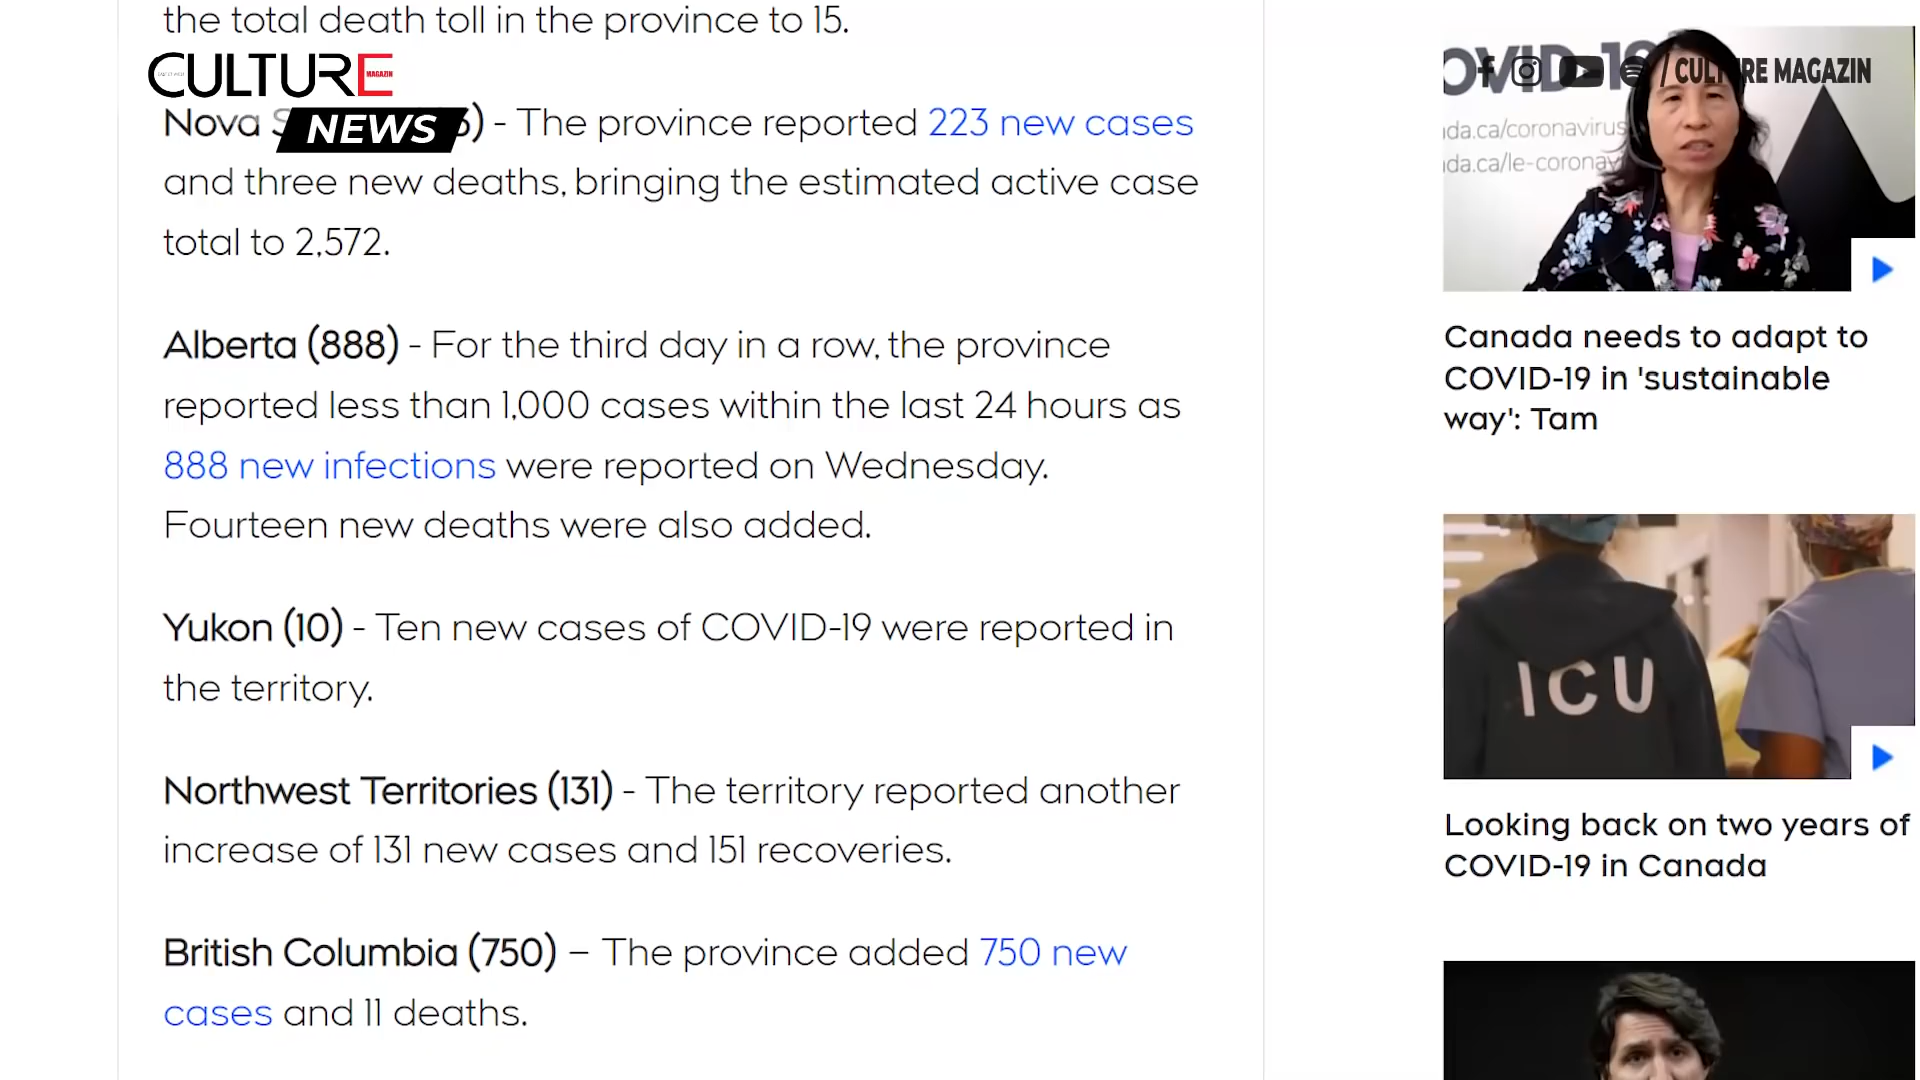 the total death toll in the province to 15.
CULTURE
MAGAZIN
NEWS
Nova
) - The province reported 223 new cases
and three new deaths, bringing the estimated active case
total to 2,572.
Alberta (888) - For the third day in a row, the province
reported less than 1,000 cases within the last 24 hours as
888 new infections were reported on Wednesday.
Fourteen new deaths were also added.
Yukon (10) - Ten new cases of COVID-19 were reported in
the territory.
Northwest Territories (131) - The territory reported another
increase of 131 new cases and 151 recoveries.
British Columbia (750) – The province added 750 new
cases and 11 deaths.
/ CULTURE MAGAZIN
OVID-19
da.ca/coronavirus
da.ca/le-coronav
Canada needs to adapt to
COVID-19 in 'sustainable
way': Tam
ICU
Looking back on two years of
COVID-19 in Canada